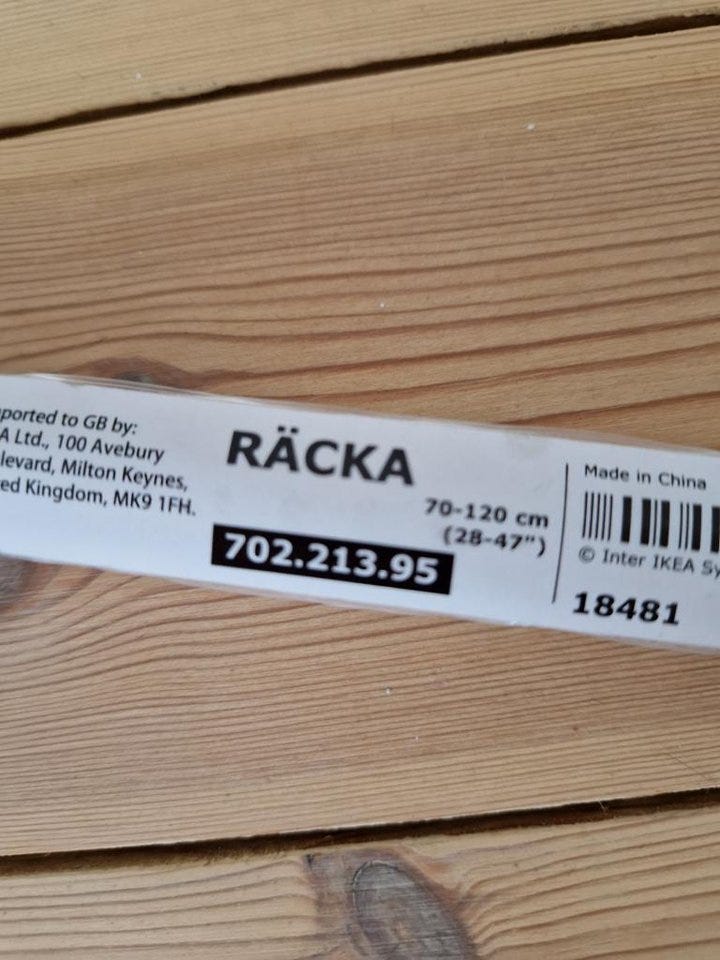 ported to GB by:
A Ltd., 100 Avebury
levard, Milton Keynes,
ed Kingdom, MK9 1FH.
RÄCKA
70-120 cm
(28-47")
702.213.95
Made in China
© Inter IKEA Sy
18481